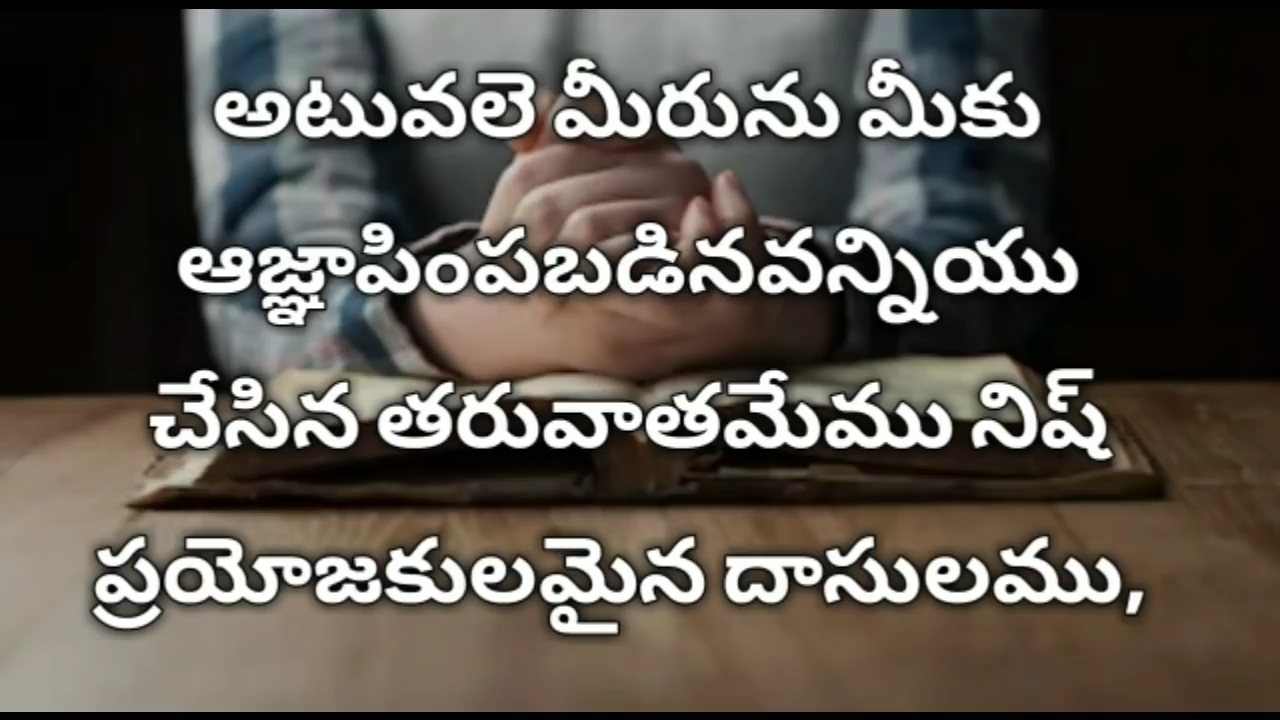 అటువలె మీరును మీకు
ఆజ్ఞాపింపబడినవన్నియు
చేసిన తరువాతమేము నిష్
ప్రయోజకులమైన దాసులము,